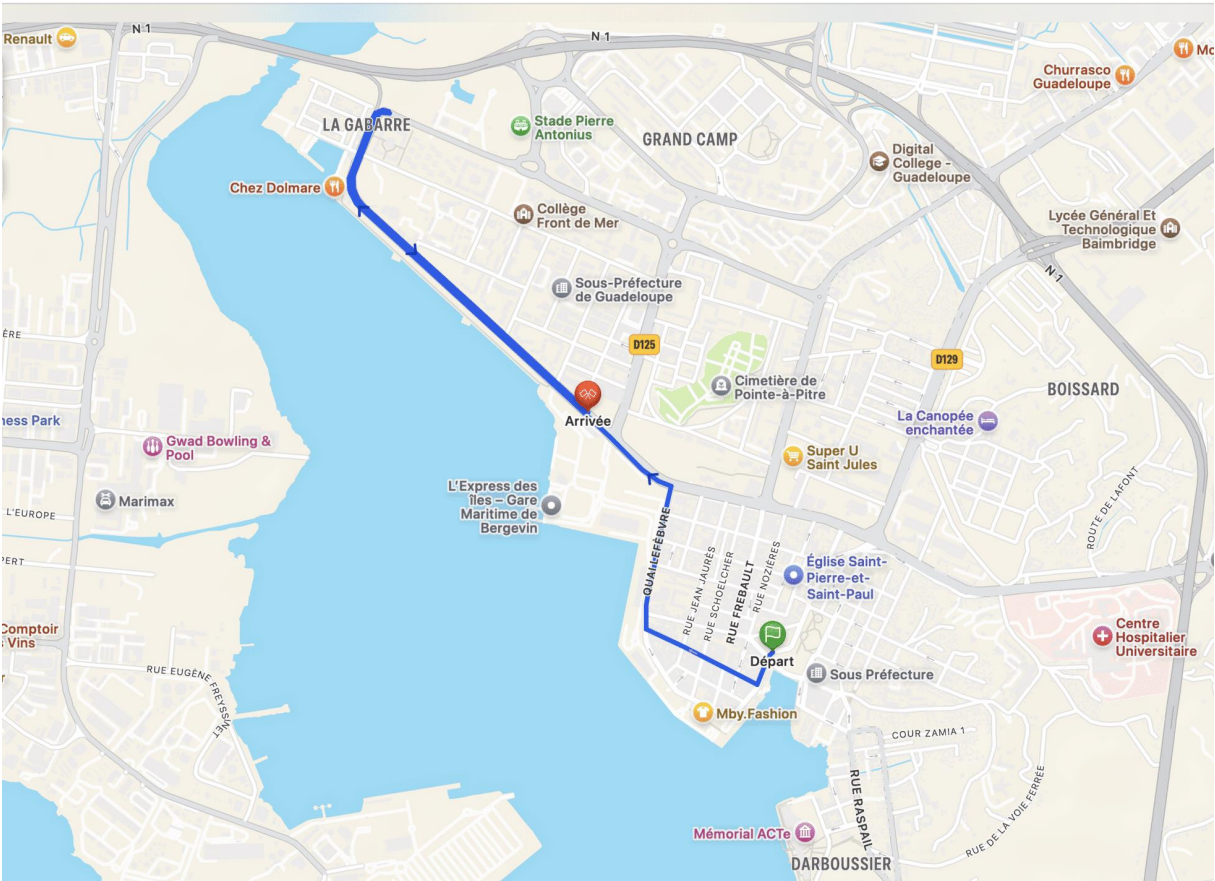 N 1
N 1
Renault
Churrasco
Guadeloupe
LA GABARRE
Stade Pierre
Antonius
GRAND CAMP
Digital
College -
Guadeloupe
Chez Dolmare
Collège
Front de Mer
Lycée Général Et
Technologique
Baimbridge
N 1
Sous-Préfecture
de Guadeloupe
D125
D129
Cimetière de
Pointe-à-Pitre
BOISSARD
Arrivée
La Canopée
enchantée
ness Park
Gwad Bowling &
Pool
Super U
Saint Jules
Marimax
L'Express des
îles – Gare
Maritime de
Bergevin
L'EUROPE
ROUTE DE LAFONT
QUAI LEFÈBVRE
RUE JEAN JAURÈS
RUE SCHOELCHER
RUE FREBAULT
RUE NOZIÈRES
Église Saint-
Pierre-et-
Saint-Paul
Comptoir
Vins
Centre
Hospitalier
Universitaire
Départ
RUE EUGÈNE FREYSSINET
Sous Préfecture
Mby.Fashion
COUR ZAMIA 1
RUE RASPAIL
RUE DE LA VOIE FERRÉE
Mémorial ACTe
DARBOUSSIER